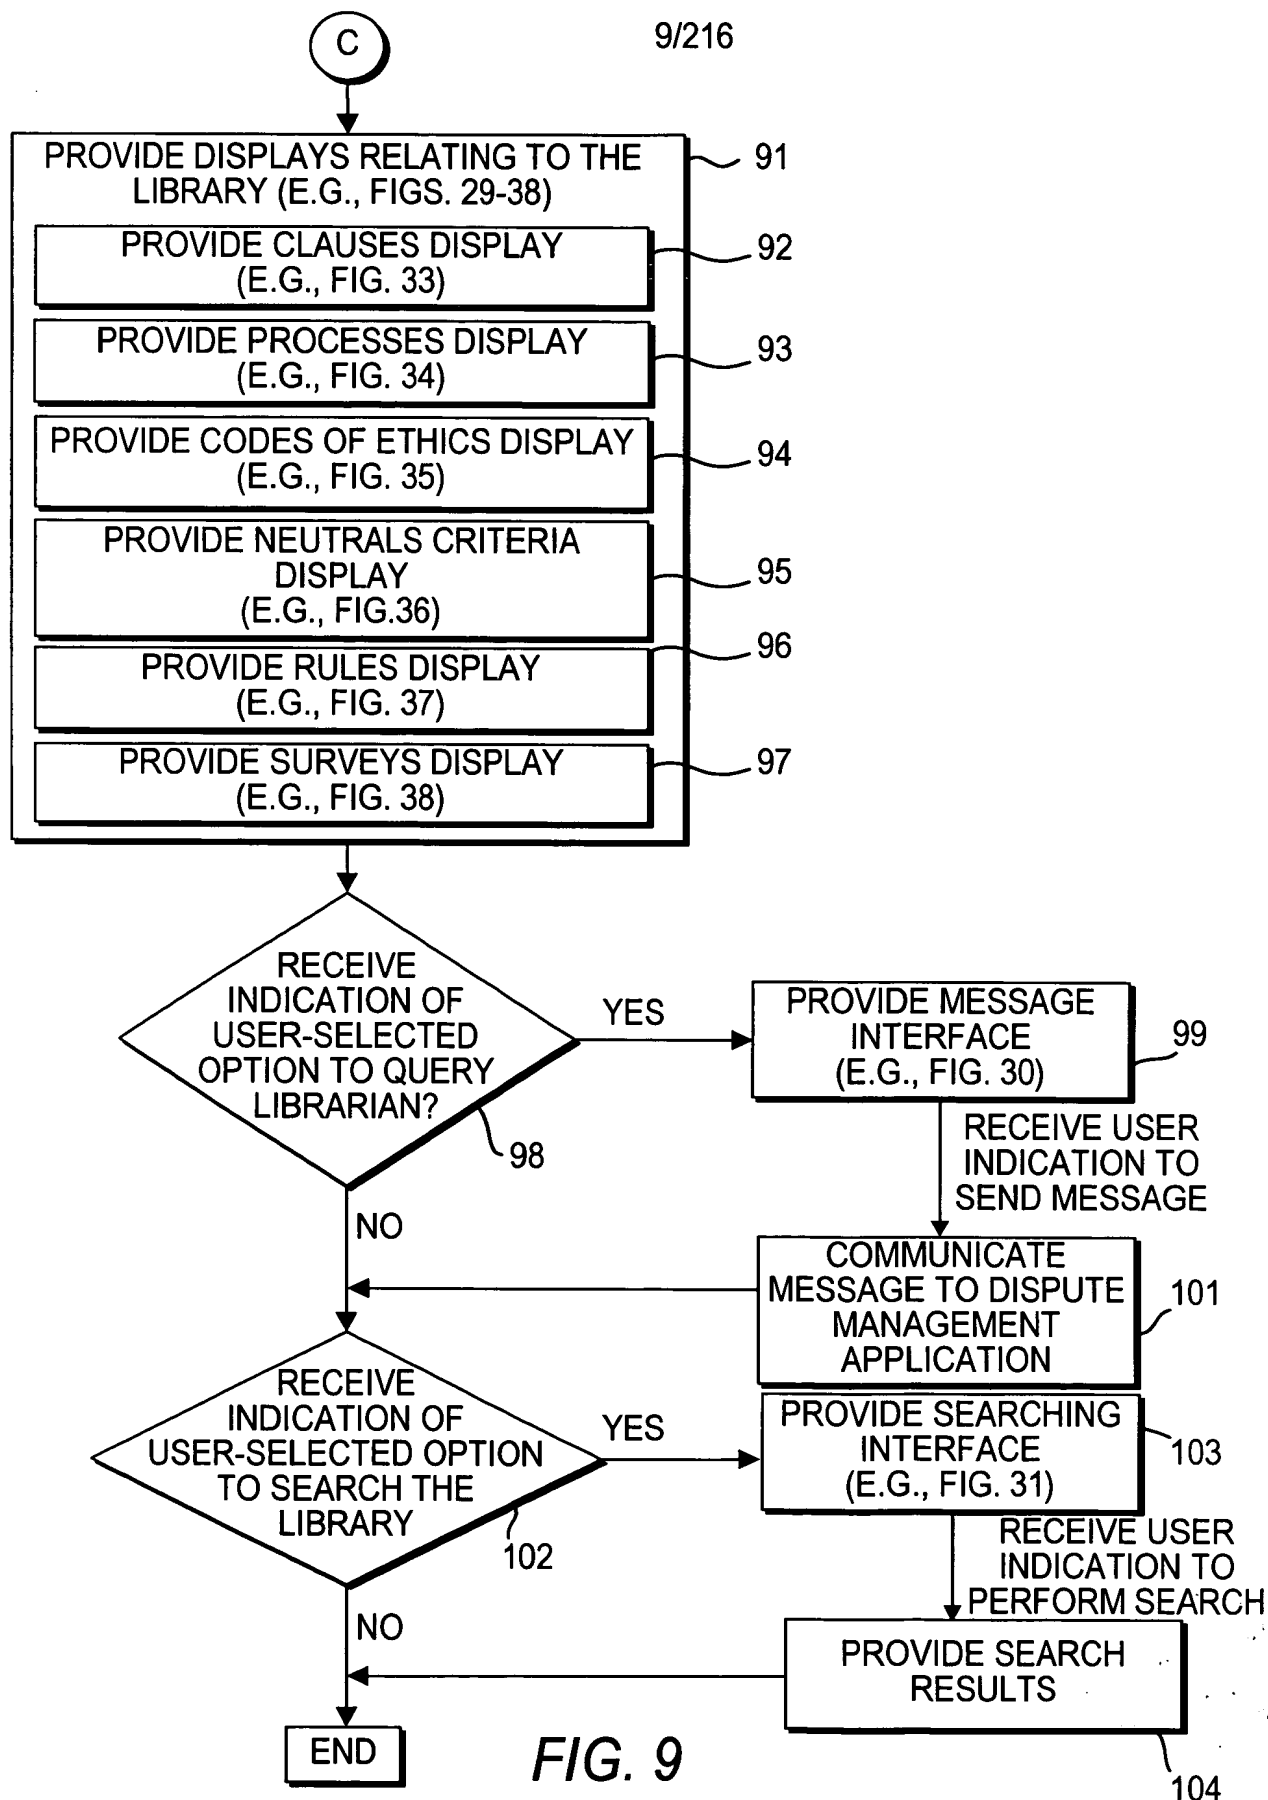 C
9/216
PROVIDE DISPLAYS RELATING TO THE
LIBRARY (E.G., FIGS. 29-38)
91
PROVIDE CLAUSES DISPLAY
(E.G., FIG. 33)
92
PROVIDE PROCESSES DISPLAY
(E.G., FIG. 34)
93
PROVIDE CODES OF ETHICS DISPLAY
(E.G., FIG. 35)
94
PROVIDE NEUTRALS CRITERIA
DISPLAY
(E.G., FIG.36)
95
PROVIDE RULES DISPLAY
(E.G., FIG. 37)
96
PROVIDE SURVEYS DISPLAY
(E.G., FIG. 38)
97
RECEIVE
INDICATION OF
USER-SELECTED
OPTION TO QUERY
LIBRARIAN?
98
YES
PROVIDE MESSAGE
INTERFACE
(E.G., FIG. 30)
99
RECEIVE USER
INDICATION TO
SEND MESSAGE
NO
COMMUNICATE
MESSAGE TO DISPUTE
MANAGEMENT
APPLICATION
101
RECEIVE
INDICATION OF
USER-SELECTED OPTION
TO SEARCH THE
LIBRARY
102
YES
PROVIDE SEARCHING
INTERFACE
(E.G., FIG. 31)
103
RECEIVE USER
INDICATION TO
PERFORM SEARCH
NO
PROVIDE SEARCH
RESULTS
104
END
FIG. 9